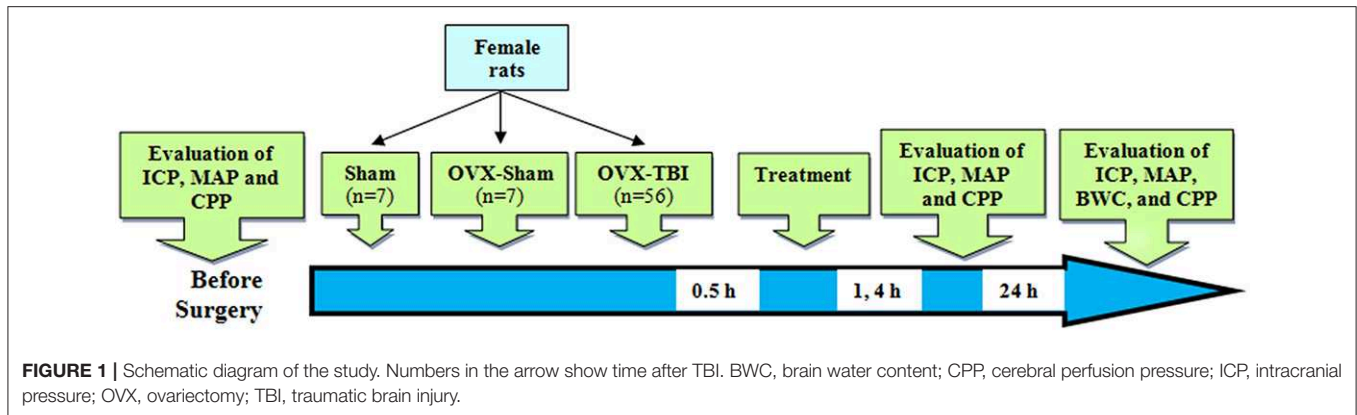 Female
rats
Evaluation of
ICP, MAP and
CPP
Sham
(n=7)
OVX-Sham
(n=7)
OVX-TBI
(n=56)
Treatment
Evaluation of
ICP, MAP
and CPP
Evaluation of
ICP, MAP,
BWC, and CPP
Before
Surgery
0.5 h
1, 4 h
24 h
FIGURE 1 | Schematic diagram of the study. Numbers in the arrow show time after TBI. BWC, brain water content; CPP, cerebral perfusion pressure; ICP, intracranial
pressure; OVX, ovariectomy; TBI, traumatic brain injury.